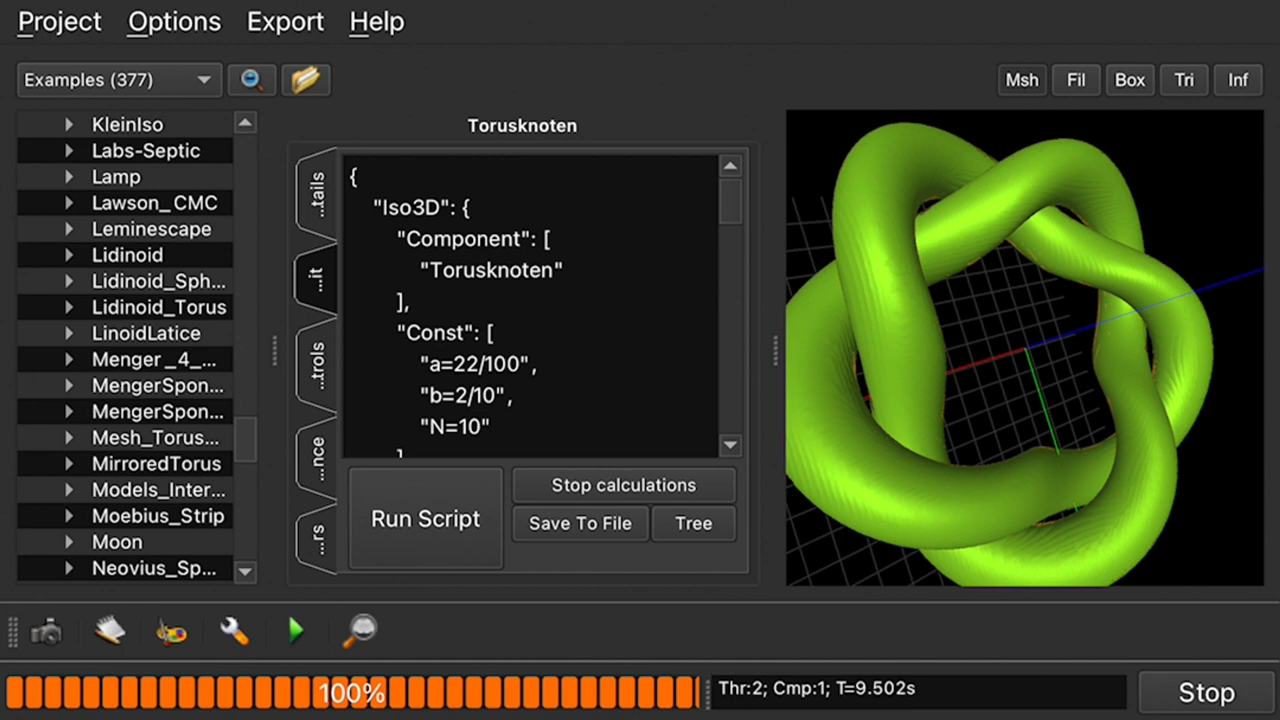 Project Options Export Help
Examples (377)
Msh Fil Box Tri Inf
KleinIso
Labs-Septic
Lamp
Lawson_CMC
Leminescape
Lidinoid
Lidinoid_Sph...
Lidinoid_Torus
LinoidLatice
Menger_4_...
MengerSpon...
MengerSpon...
Mesh_Torus...
MirroredTorus
Models_Inter...
Moebius_Strip
Moon
Neovius_Sp...
Torusknoten
...tails
...it
...trols
...nce
...rs
{
"Iso3D": {
"Component": [
"Torusknoten"
],
"Const": [
"a=22/100",
"b=2/10",
"N=10"
]
Run Script
Stop calculations
Save To File
Tree
100%
Thr:2; Cmp:1; T=9.502s
Stop